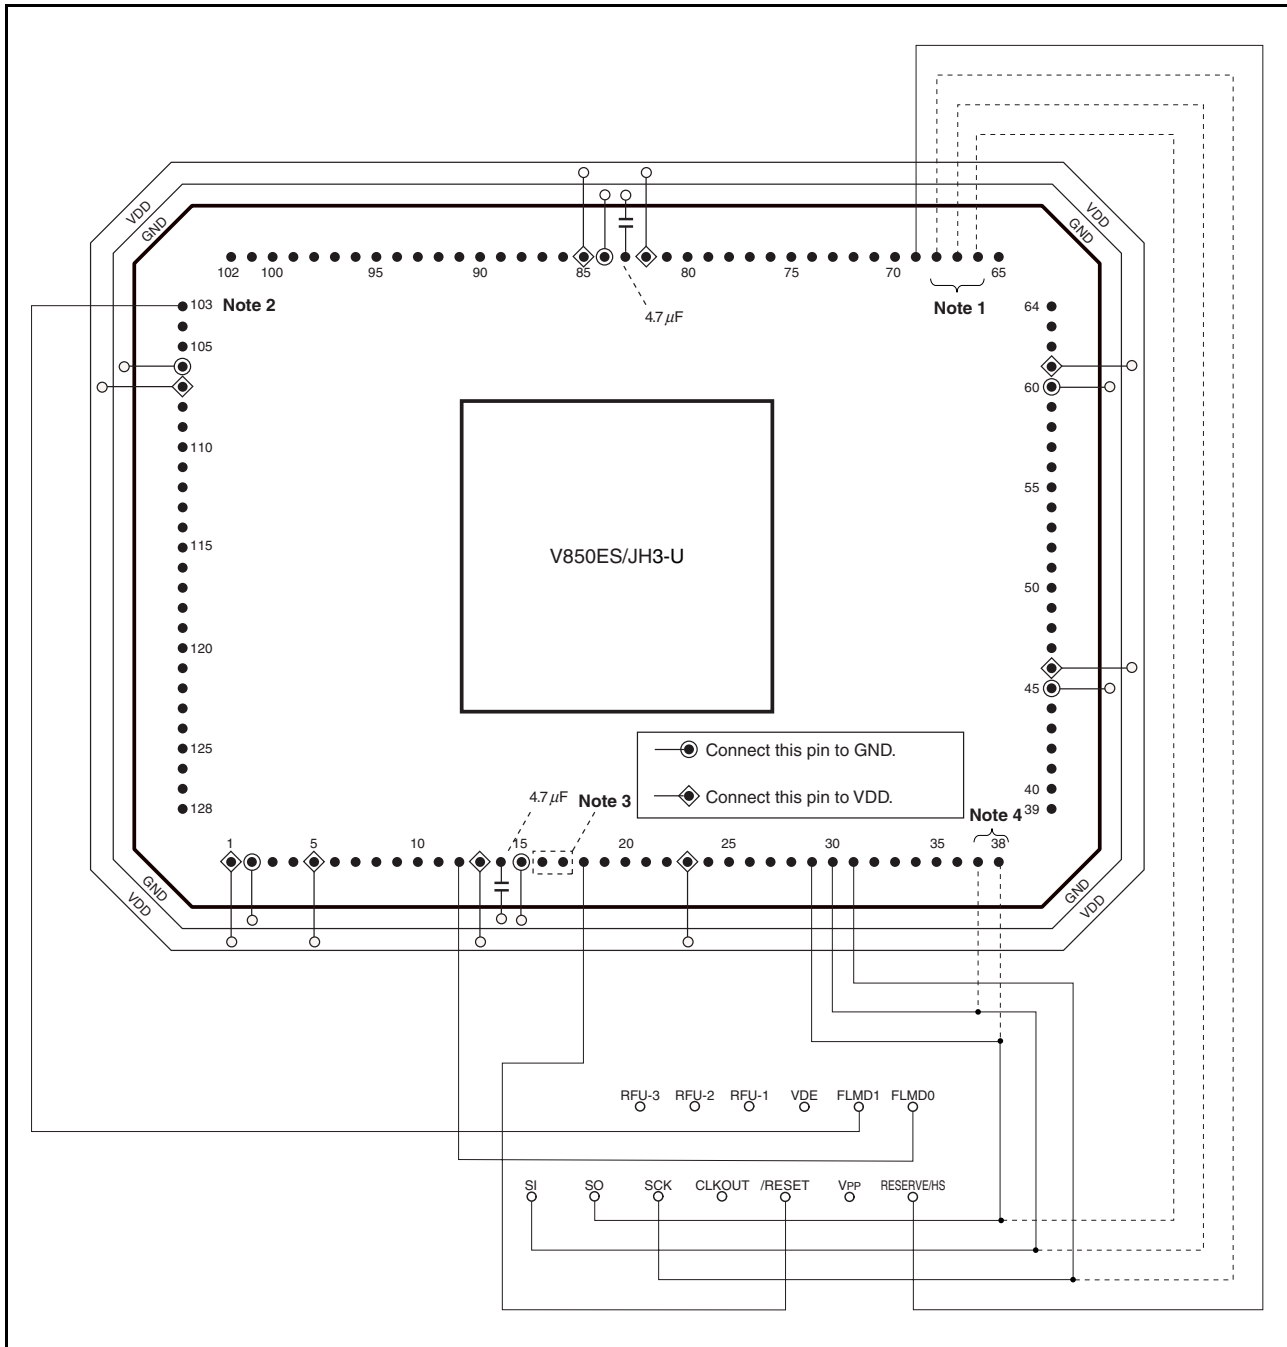 VDD
GND
VDD
GND
102
100
95
90
85
80
75
70
65
4.7 µF
Note 1
103
Note 2
105
110
115
120
125
128
64
60
55
50
45
40
39
V850ES/JH3-U
Connect this pin to GND.
Connect this pin to VDD.
4.7 µF
Note 3
Note 4
1
5
10
15
20
25
30
35
38
GND
VDD
GND
VDD
RFU-3
RFU-2
RFU-1
VDE
FLMD1
FLMD0
SI
SO
SCK
CLKOUT
/RESET
VPP
RESERVE/HS